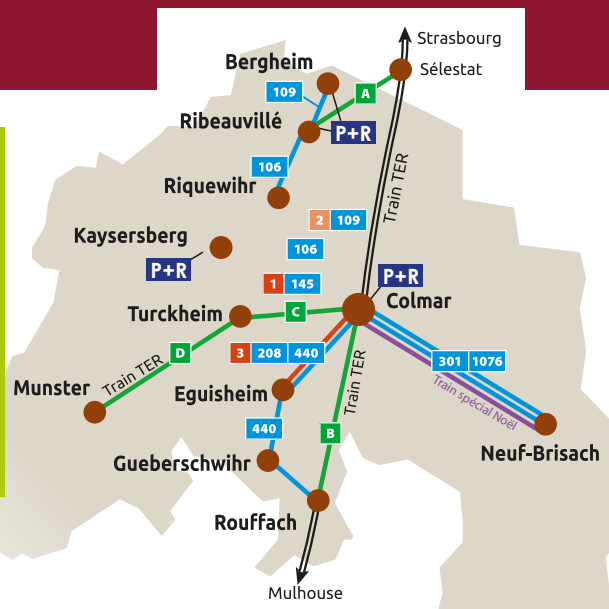 Strasbourg
Bergheim
Sélestat
109
A
Ribeauvillé
P+R
106
Train TER
Riquewihr
2 109
Kaysersberg
106
P+R
P+R
1 145
Colmar
Turckheim
C
D
3 208 440
301 1076
Train TER
Train TER
Train spécial Noël
Munster
Eguisheim
440
B
Neuf-Brisach
Gueberschwihr
Rouffach
Mulhouse